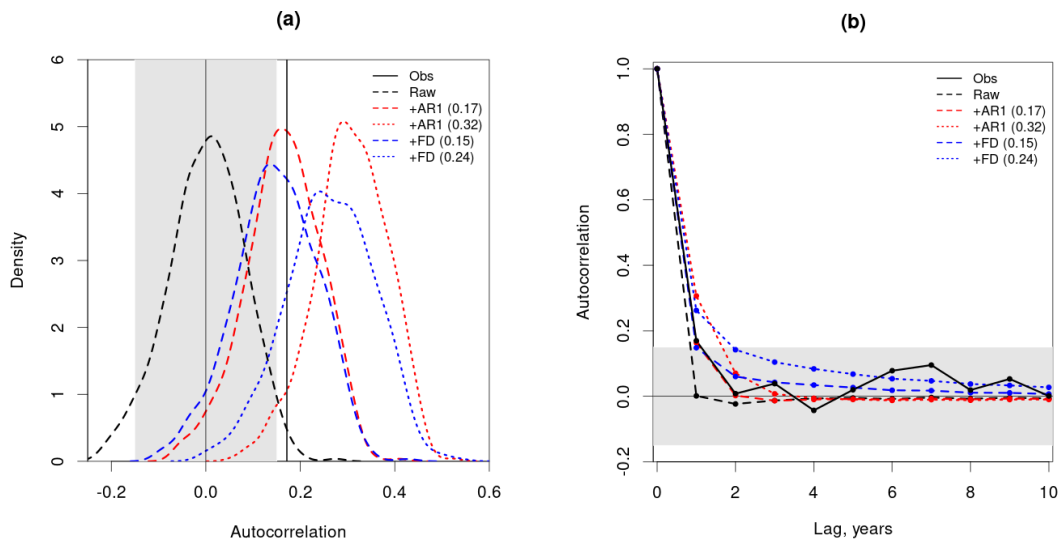 (a)
6
5
4
3
2
1
0
Density
-0.2
0.0
0.2
0.4
0.6
Autocorrelation
Obs
Raw
+AR1 (0.17)
+AR1 (0.32)
+FD (0.15)
+FD (0.24)
(b)
1.0
0.8
0.6
0.4
0.2
0.0
-0.2
Autocorrelation
0
2
4
6
8
10
Lag, years
Obs
Raw
+AR1 (0.17)
+AR1 (0.32)
+FD (0.15)
+FD (0.24)